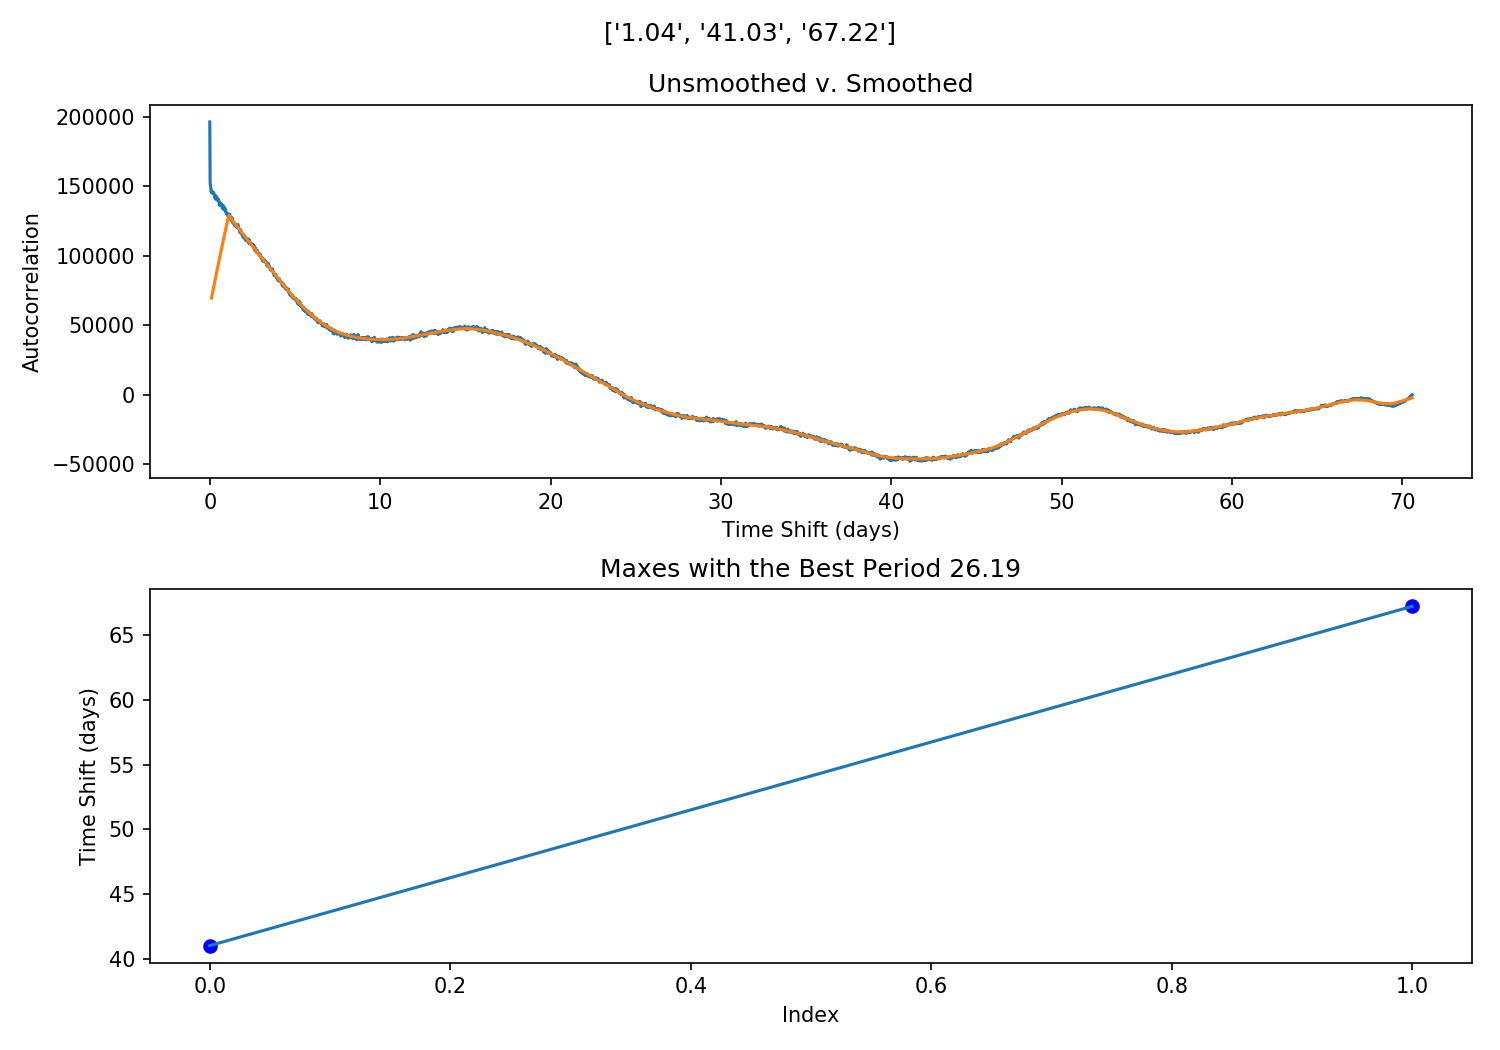 ['1.04', '41.03', '67.22']
Unsmoothed v. Smoothed
200000
150000
100000
50000
0
−50000
Autocorrelation
0 10 20 30 40 50 60 70
Time Shift (days)
Maxes with the Best Period 26.19
65
60
55
50
45
40
Time Shift (days)
0.0 0.2 0.4 0.6 0.8 1.0
Index